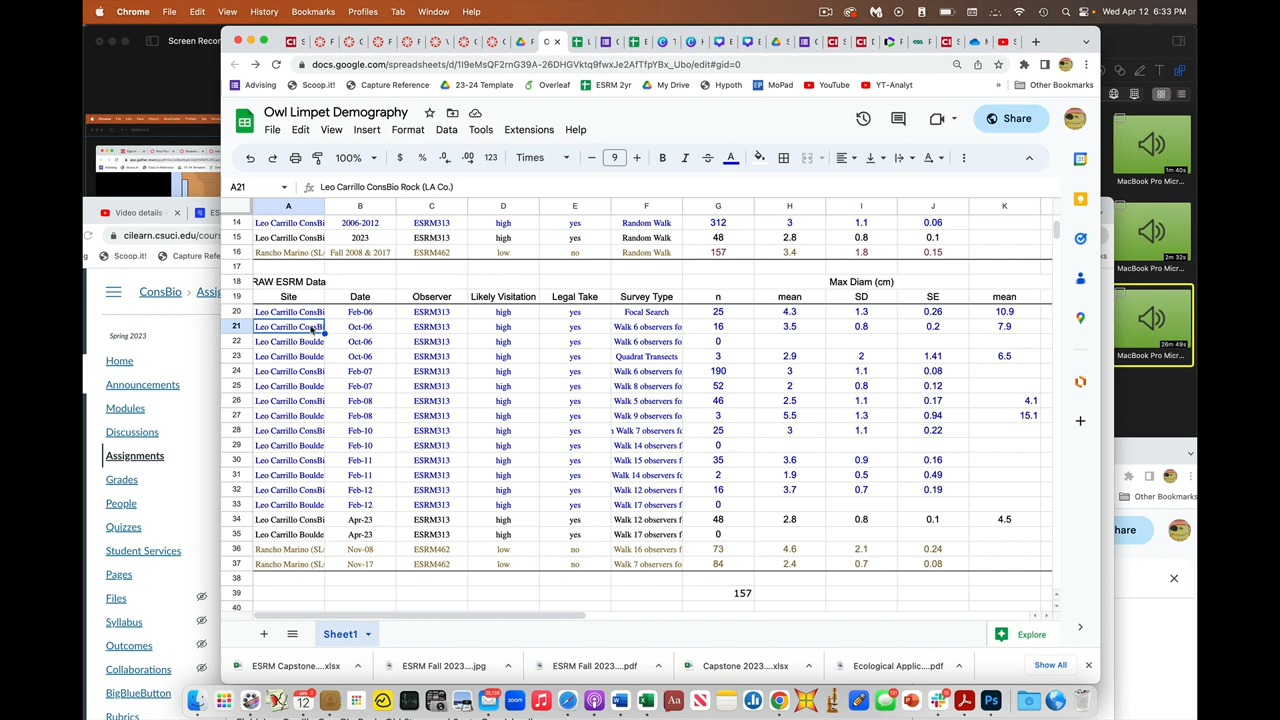 Chrome File Edit View History Bookmarks Profiles Tab Window Help Wed Apr 12 6:33 PM
Screen Recor
docs.google.com/spreadsheets/d/1I9eMsQF2rnG39A-26DHGVktq9fwxJe2AfTfpYBx_Ubo/edit#gid=0
Advising Scoop.it! Capture Reference 23-24 Template Overleaf ESRM 2yr My Drive Hypoth MoPad YouTube YT-Analyt » Other Bookmarks
Owl Limpet Demography
File Edit View Insert Format Data Tools Extensions Help
Share
100% $ % .0 .00 123 Times 9 B I S A
A21 fx Leo Carrillo ConsBio Rock (LA Co.)
A B C D E F G H I J K
14 Leo Carrillo ConsBi 2006-2012 ESRM313 high yes Random Walk 312 3 1.1 0.06
15 Leo Carrillo ConsBi 2023 ESRM313 high yes Random Walk 48 2.8 0.8 0.1
16 Rancho Marino (SL Fall 2008 & 2017 ESRM462 low no Random Walk 157 3.4 1.8 0.15
17
18 RAW ESRM Data Max Diam (cm)
19 Site Date Observer Likely Visitation Legal Take Survey Type n mean SD SE mean
20 Leo Carrillo ConsBi Feb-06 ESRM313 high yes Focal Search 25 4.3 1.3 0.26 10.9
21 Leo Carrillo ConsBi Oct-06 ESRM313 high yes Walk 6 observers fo 16 3.5 0.8 0.2 7.9
22 Leo Carrillo Boulde Oct-06 ESRM313 high yes Walk 6 observers fo 0
23 Leo Carrillo Boulde Oct-06 ESRM313 high yes Quadrat Transects 3 2.9 2 1.41 6.5
24 Leo Carrillo ConsBi Feb-07 ESRM313 high yes Walk 6 observers fo 190 3 1.1 0.08
25 Leo Carrillo Boulde Feb-07 ESRM313 high yes Walk 8 observers fo 52 2 0.8 0.12
26 Leo Carrillo ConsBi Feb-08 ESRM313 high yes Walk 6 observers fo 46 2.5 1.1 0.17 4.1
27 Leo Carrillo Boulde Feb-08 ESRM313 high yes Walk 9 observers fo 3 5.5 1.3 0.94 15.1
28 Leo Carrillo ConsBi Feb-10 ESRM313 high yes Walk 7 observers fo 25 3 1.1 0.22
29 Leo Carrillo Boulde Feb-10 ESRM313 high yes Walk 14 observers f 0
30 Leo Carrillo ConsBi Feb-11 ESRM313 high yes Walk 15 observers f 35 3.6 0.9 0.16
31 Leo Carrillo Boulde Feb-11 ESRM313 high yes Walk 14 observers f 2 1.9 0.5 0.49
32 Leo Carrillo ConsBi Feb-12 ESRM313 high yes Walk 12 observers f 16 3.7 0.7 0.19
33 Leo Carrillo Boulde Feb-12 ESRM313 high yes Walk 17 observers f 0
34 Leo Carrillo ConsBi Apr-23 ESRM313 high yes Walk 12 observers f 48 2.8 0.8 0.1 4.5
35 Leo Carrillo Boulde Apr-23 ESRM313 high yes Walk 17 observers f 0
36 Rancho Marino (SL Nov-08 ESRM462 low no Walk 16 observers f 73 4.6 2.1 0.24
37 Rancho Marino (SL Nov-17 ESRM462 low no Walk 7 observers fo 84 2.4 0.7 0.08
38
39 157
40
Sheet1 Explore
ESRM Capstone....xlsx ESRM Fall 2023....jpg ESRM Fall 2023....pdf Capstone 2023....xlsx Ecological Applic....pdf Show All
Video details - ES
cilearn.csuci.edu/cours
Scoop.it! Capture Refer
ConsBio Assig
Spring 2023
Home
Announcements
Modules
Discussions
Assignments
Grades
People
Quizzes
Student Services
Pages
Files
Syllabus
Outcomes
Collaborations
BigBlueButton
Rubrics
1m 40s
MacBook Pro Micr...
2m 32s
MacBook Pro Micr...
26m 49s
MacBook Pro Micr...
Other Bookmarks
hare